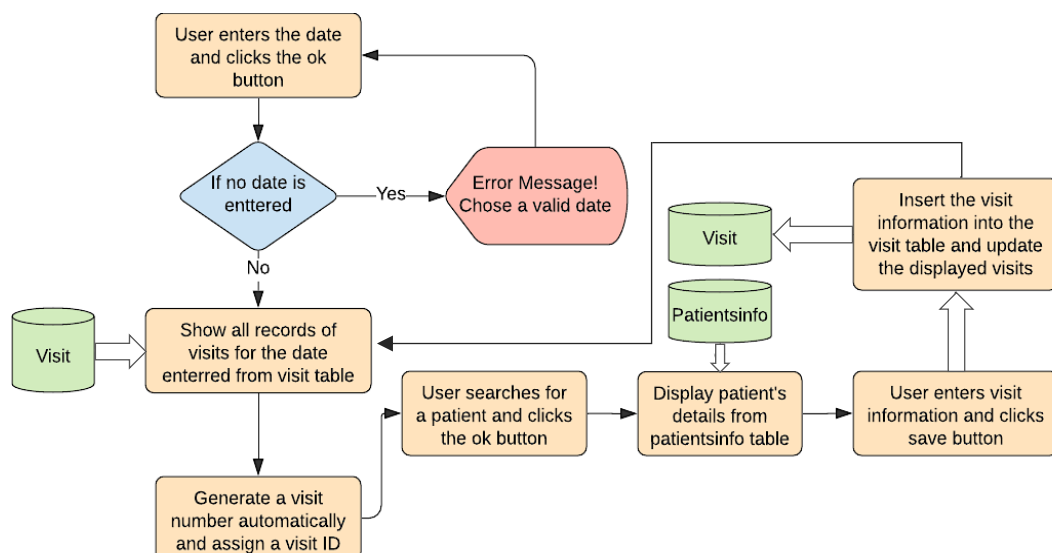 User enters the date
and clicks the ok
button
If no date is
enttered
Yes
Error Message!
Chose a valid date
No
Visit
Show all records of
visits for the date
enterred from visit table
Generate a visit
number automatically
and assign a visit ID
User searches for
a patient and clicks
the ok button
Patientsinfo
Display patient's
details from
patientsinfo table
User enters visit
information and clicks
save button
Insert the visit
information into the
visit table and update
the displayed visits
Visit